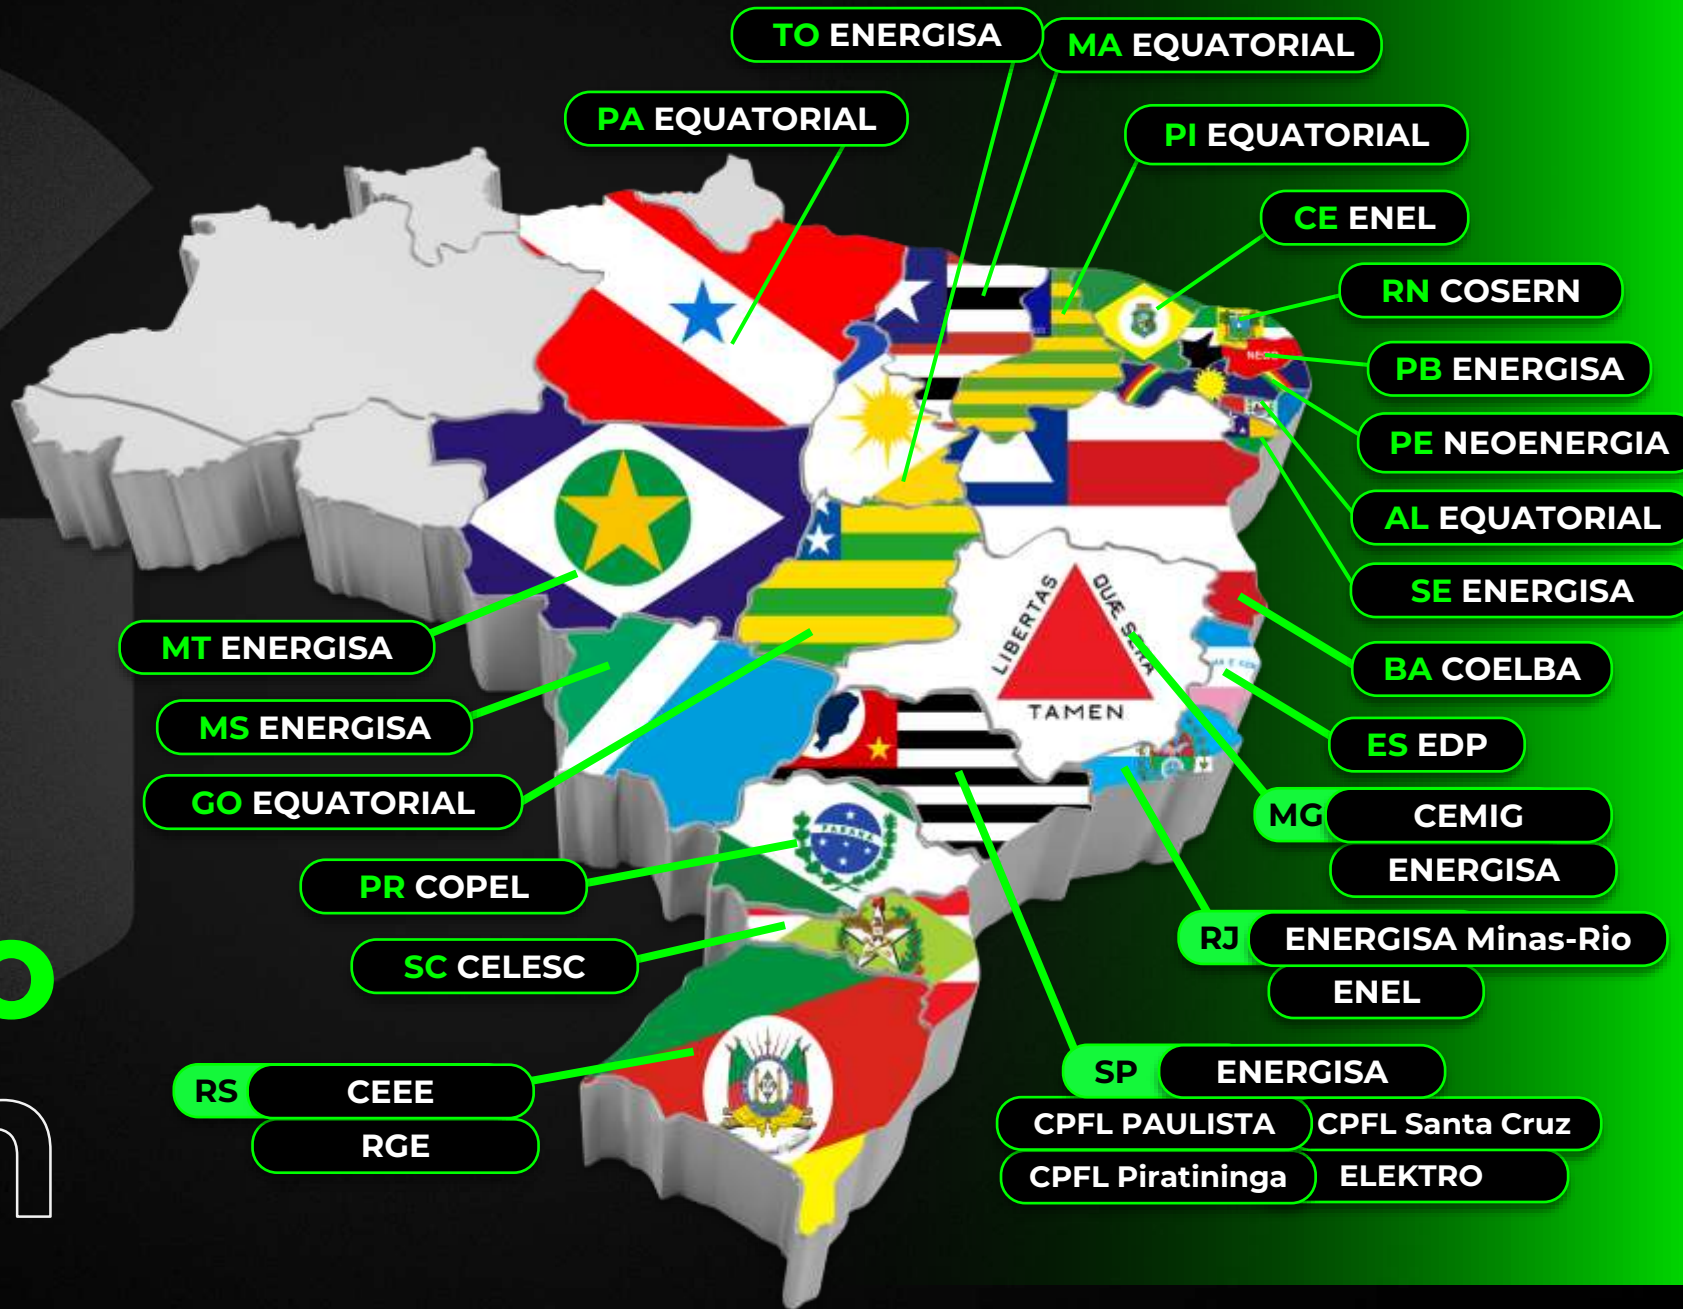 TO ENERGISA
MA EQUATORIAL
PA EQUATORIAL
PI EQUATORIAL
CE ENEL
RN COSERN
PB ENERGISA
PE NEOENERGIA
AL EQUATORIAL
SE ENERGISA
BA COELBA
ES EDP
MG CEMIG
ENERGISA
RJ ENERGISA Minas-Rio
ENEL
SP ENERGISA
CPFL PAULISTA CPFL Santa Cruz
CPFL Piratininga ELEKTRO
MT ENERGISA
MS ENERGISA
GO EQUATORIAL
PR COPEL
SC CELESC
RS CEEE
RGE
LIBERTAS
QUÆ SERA
TAMEN
PARANÁ
NEGO